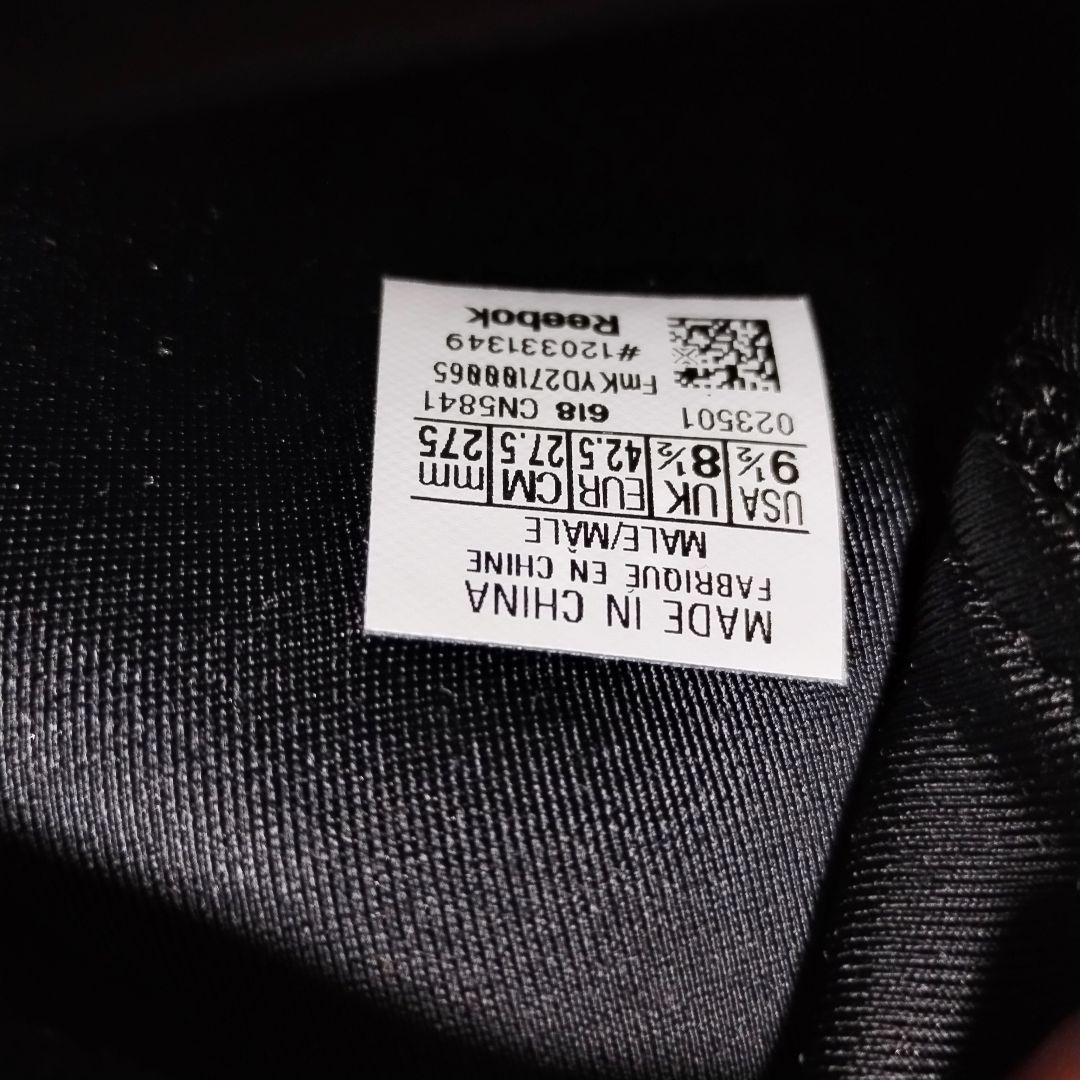 MADE IN CHINA
FABRIQUÉ EN CHINE
MALE/MÂLE
USA UK EUR CM mm
9½ 8½ 42.5 27.5 275
023501 618 CN5841
FmKYD27100065
#120331349
Reebok